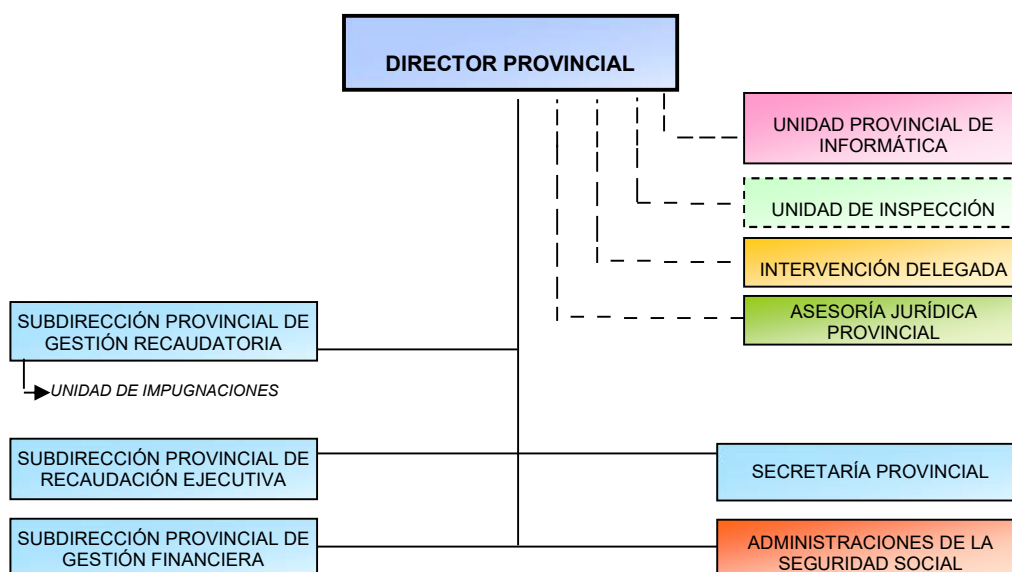 DIRECTOR PROVINCIAL
UNIDAD PROVINCIAL DE
INFORMÁTICA
UNIDAD DE INSPECCIÓN
INTERVENCIÓN DELEGADA
ASESORÍA JURÍDICA
PROVINCIAL
SUBDIRECCIÓN PROVINCIAL DE
GESTIÓN RECAUDATORIA
UNIDAD DE IMPUGNACIONES
SUBDIRECCIÓN PROVINCIAL DE
RECAUDACIÓN EJECUTIVA
SECRETARÍA PROVINCIAL
SUBDIRECCIÓN PROVINCIAL DE
GESTIÓN FINANCIERA
ADMINISTRACIONES DE LA
SEGURIDAD SOCIAL